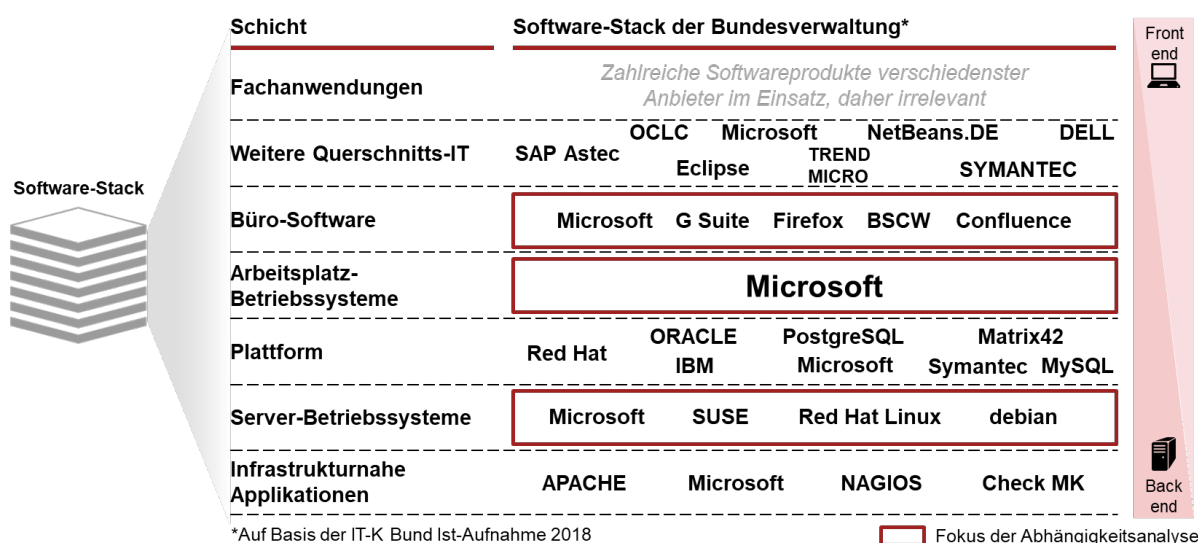 Schicht
Software-Stack der Bundesverwaltung*
Front
end
Fachanwendungen
Zahlreiche Softwareprodukte verschiedenster
Anbieter im Einsatz, daher irrelevant
Weitere Querschnitts-IT
OCLC Microsoft NetBeans.DE DELL
SAP Astec Eclipse TREND
MICRO SYMANTEC
Software-Stack
Büro-Software
Microsoft G Suite Firefox BSCW Confluence
Arbeitsplatz-
Betriebssysteme
Microsoft
Plattform
ORACLE PostgreSQL Matrix42
Red Hat IBM Microsoft Symantec MySQL
Server-Betriebssysteme
Microsoft SUSE Red Hat Linux debian
Infrastrukturnahe
Applikationen
APACHE Microsoft NAGIOS Check MK
Back
end
*Auf Basis der IT-K Bund Ist-Aufnahme 2018
Fokus der Abhängigkeitsanalyse